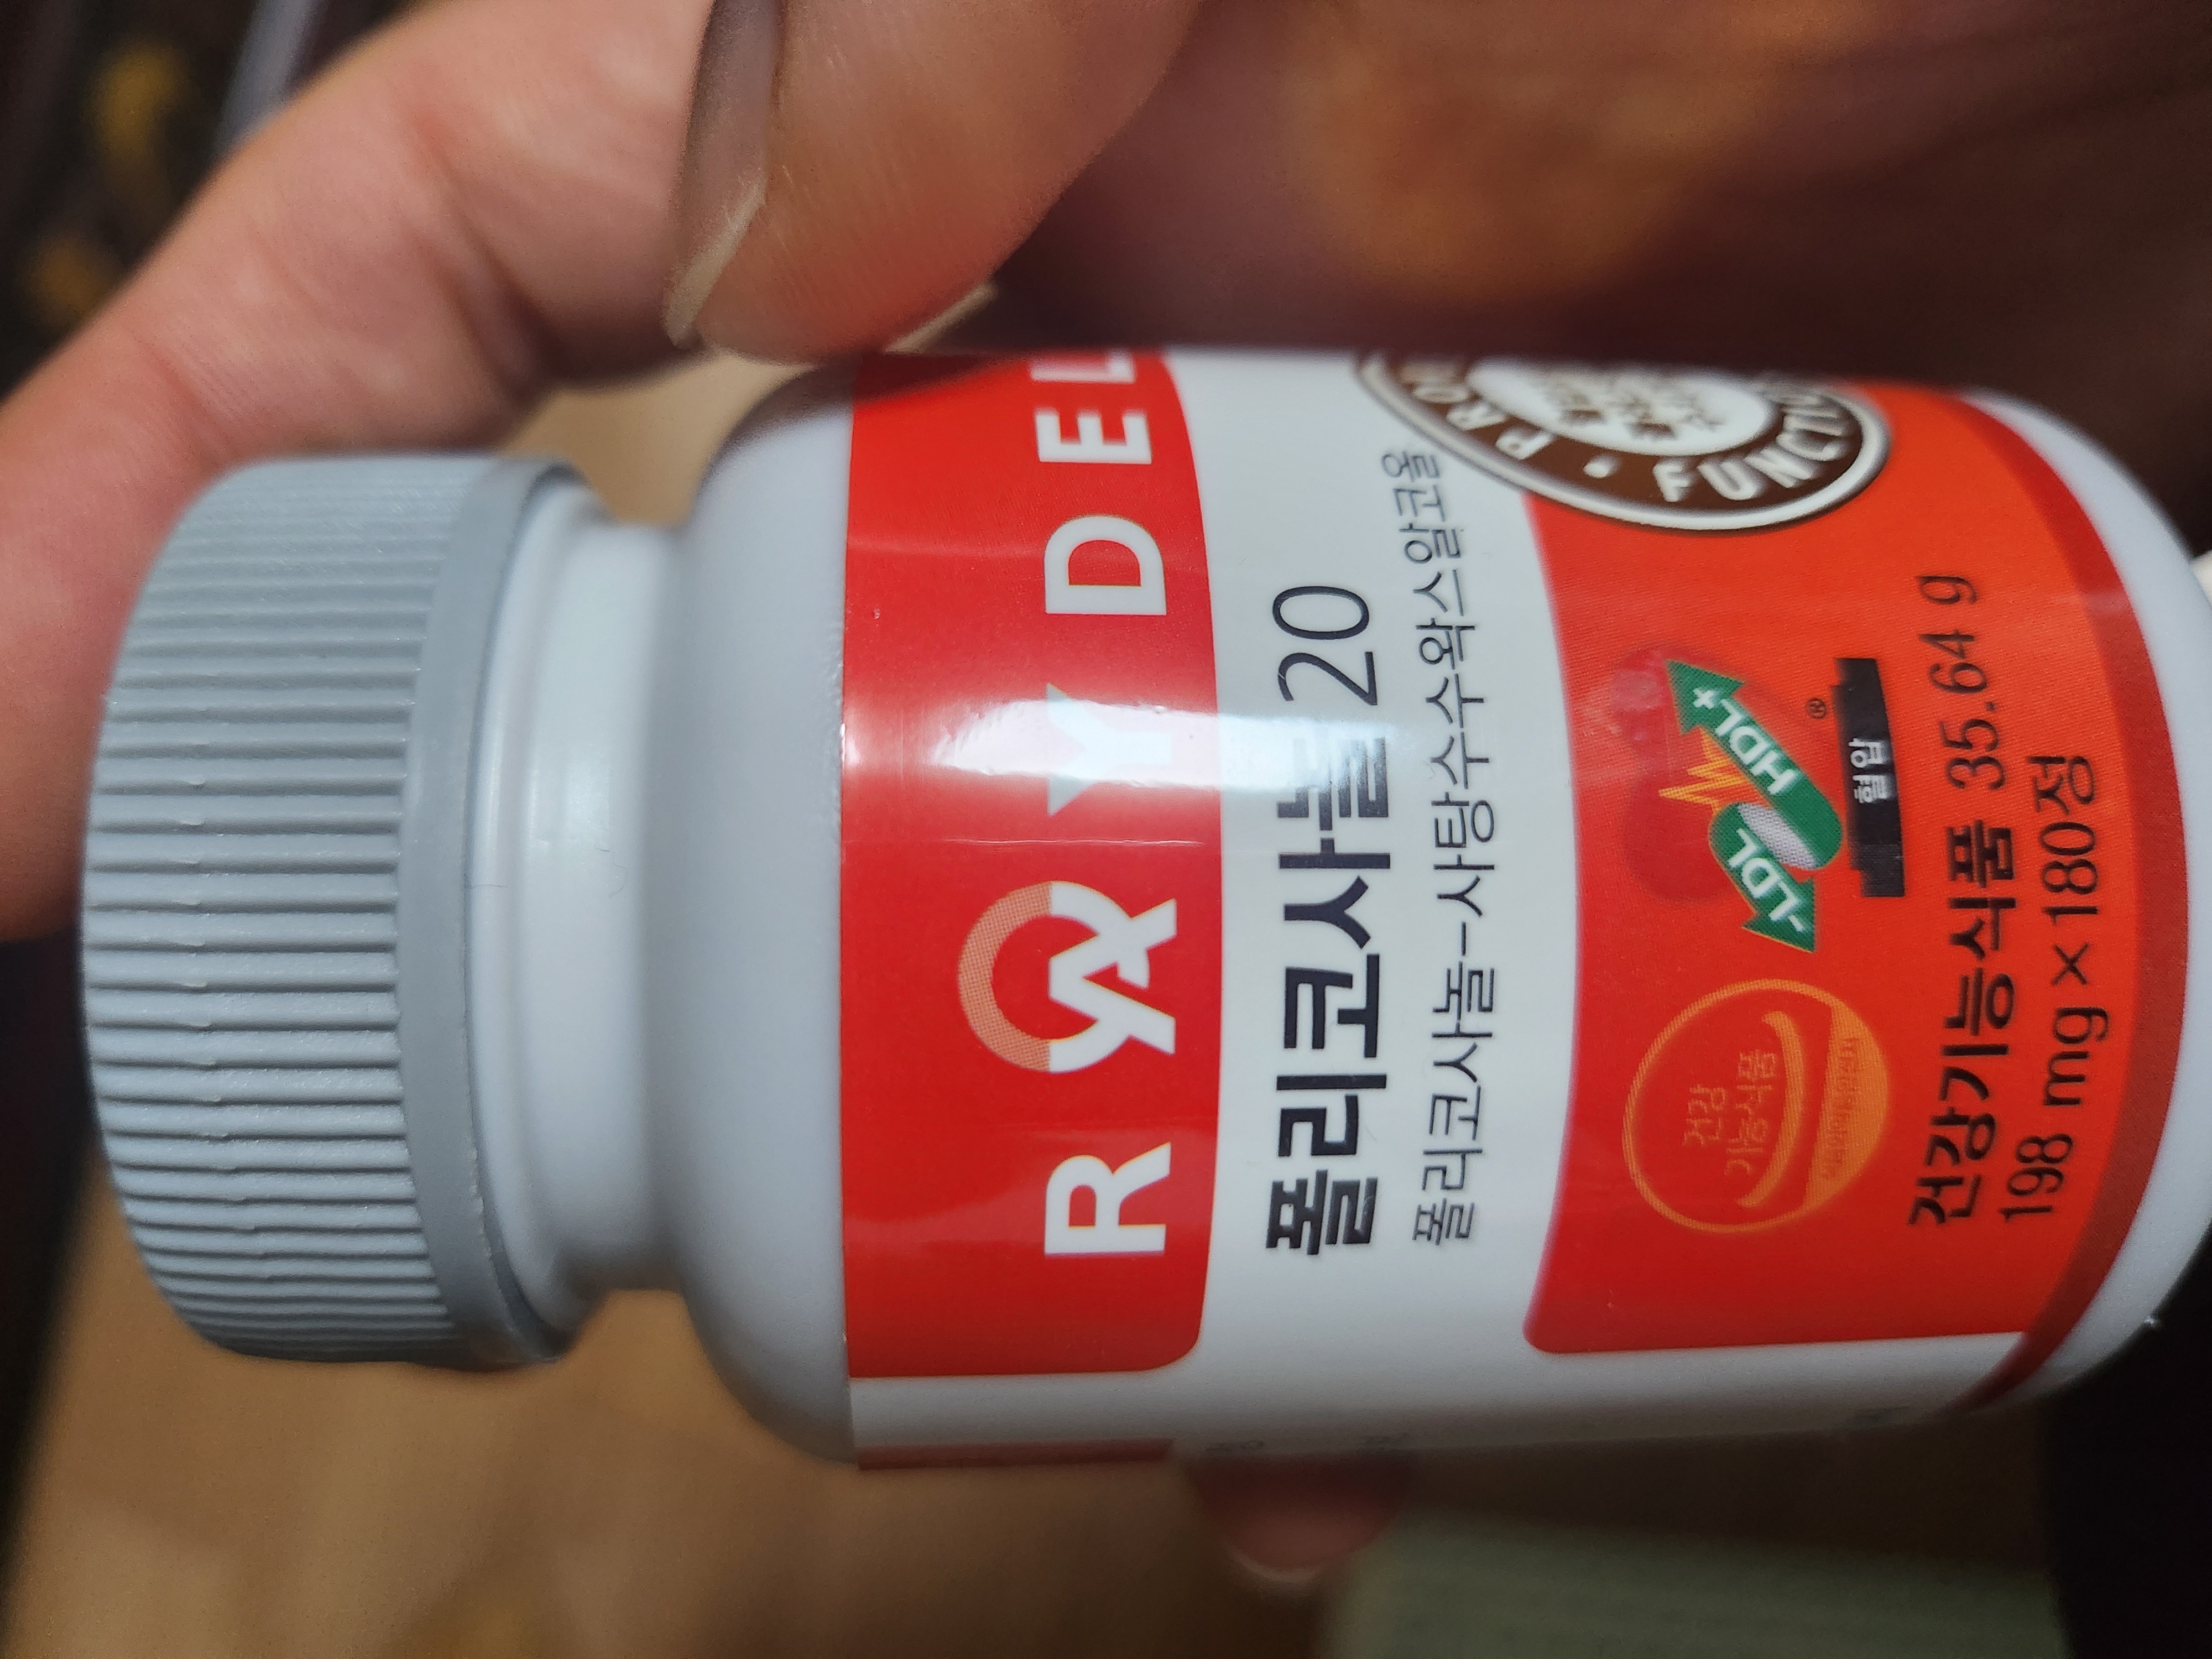 RAYDEL
폴리코사놀 20
폴리코사놀-사탕수수왁스알코올
FUNCTIO
-LDL HDL+
®
혈압
건강
기능식품
건강기능식품 35.64 g
198 mg × 180정